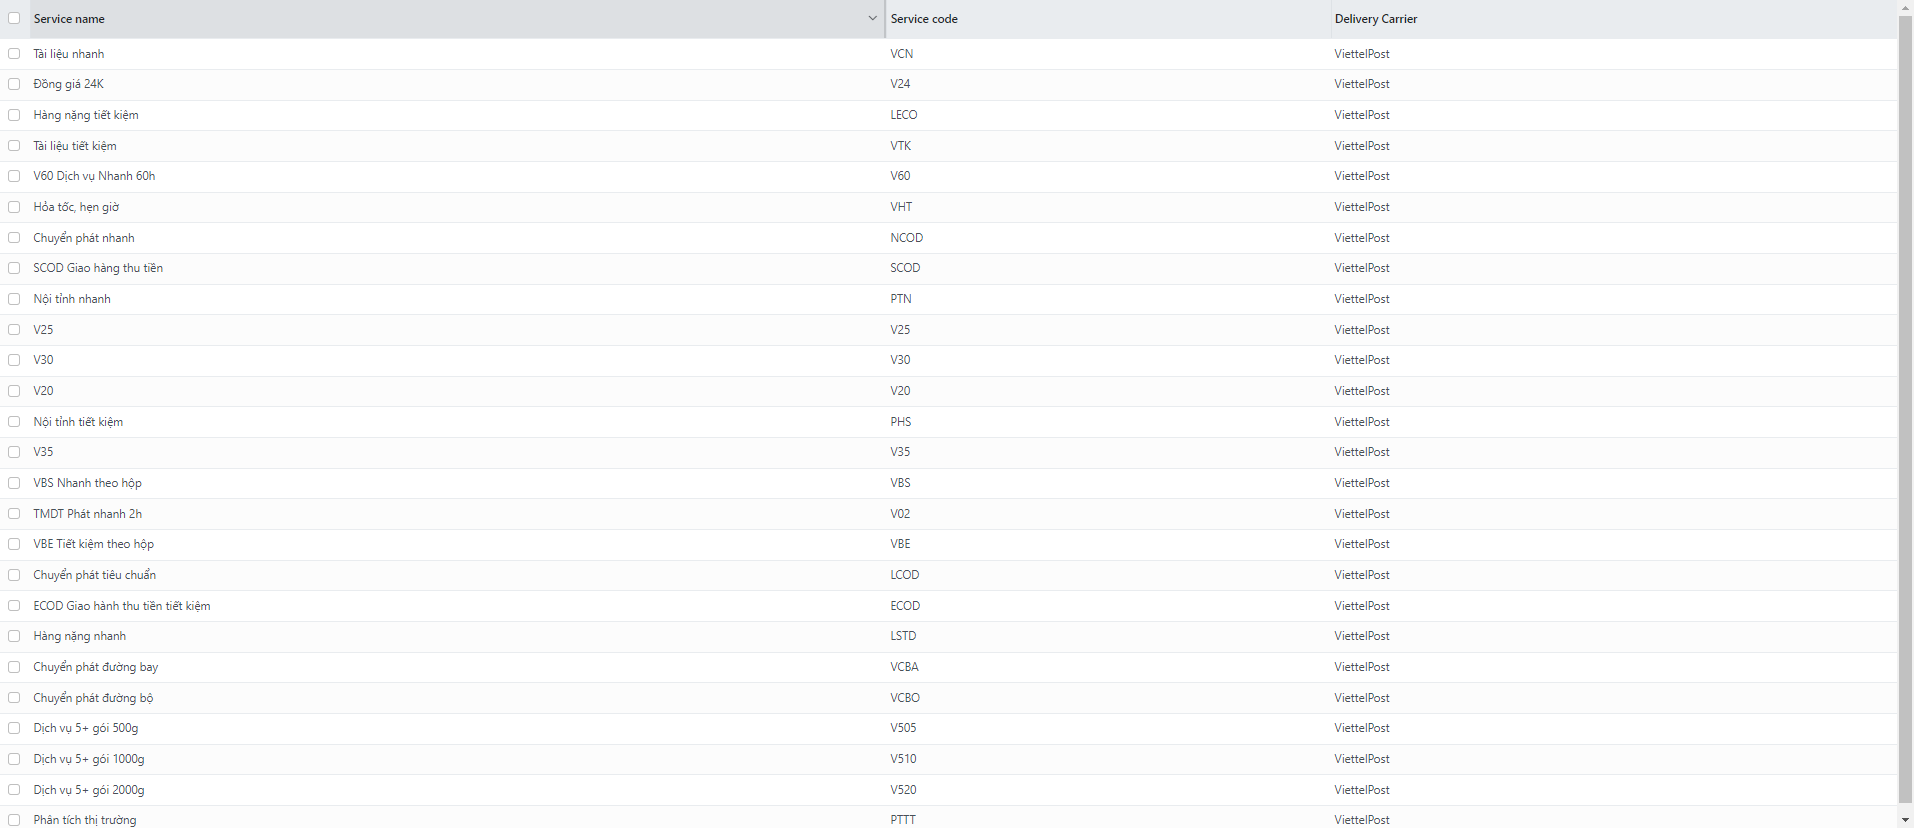 Service name Service code Delivery Carrier
Tài liệu nhanh VCN ViettelPost
Đồng giá 24K V24 ViettelPost
Hàng nặng tiết kiệm LECO ViettelPost
Tài liệu tiết kiệm VTK ViettelPost
V60 Dịch vụ Nhanh 60h V60 ViettelPost
Hỏa tốc, hẹn giờ VHT ViettelPost
Chuyển phát nhanh NCOD ViettelPost
SCOD Giao hàng thu tiền SCOD ViettelPost
Nội tỉnh nhanh PTN ViettelPost
V25 V25 ViettelPost
V30 V30 ViettelPost
V20 V20 ViettelPost
Nội tỉnh tiết kiệm PHS ViettelPost
V35 V35 ViettelPost
VBS Nhanh theo hộp VBS ViettelPost
TMDT Phát nhanh 2h V02 ViettelPost
VBE Tiết kiệm theo hộp VBE ViettelPost
Chuyển phát tiêu chuẩn LCOD ViettelPost
ECOD Giao hành thu tiền tiết kiệm ECOD ViettelPost
Hàng nặng nhanh LSTD ViettelPost
Chuyển phát đường bay VCBA ViettelPost
Chuyển phát đường bộ VCBO ViettelPost
Dịch vụ 5+ gói 500g V505 ViettelPost
Dịch vụ 5+ gói 1000g V510 ViettelPost
Dịch vụ 5+ gói 2000g V520 ViettelPost
Phân tích thị trường PTTT ViettelPost